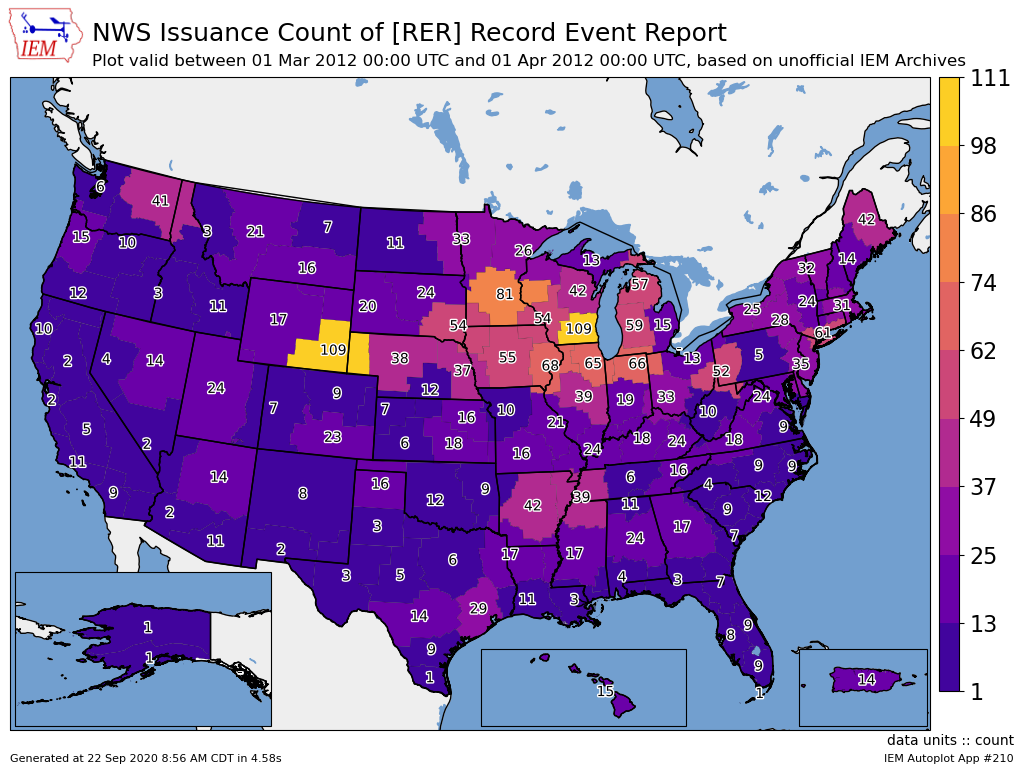 IEM
NWS Issuance Count of [RER] Record Event Report
Plot valid between 01 Mar 2012 00:00 UTC and 01 Apr 2012 00:00 UTC, based on unofficial IEM Archives
111
98
86
74
62
49
37
25
13
1
6 41 3 21 7 11 33 26 13 42 14
15 10 16 32
12 3 11 17 20 24 81 42 57 24 31
10 54 54 109 59 15 25 28 61
2 4 14 109 38 55 68 65 66 13 5 35
2 24 9 12 37 39 19 33 52 24
5 7 23 7 16 10 21 18 24 10 9
11 2 6 18 16 24 18
9 14 8 16 12 9 42 39 6 16 4 9 9
2 11 3 11 9 12
2 6 17 17 24 17 7
3 5 4 3 7
14 29 11 3 8 9
9 9
1 1
1
1
15
14
data units :: count
Generated at 22 Sep 2020 8:56 AM CDT in 4.58s
IEM Autoplot App #210